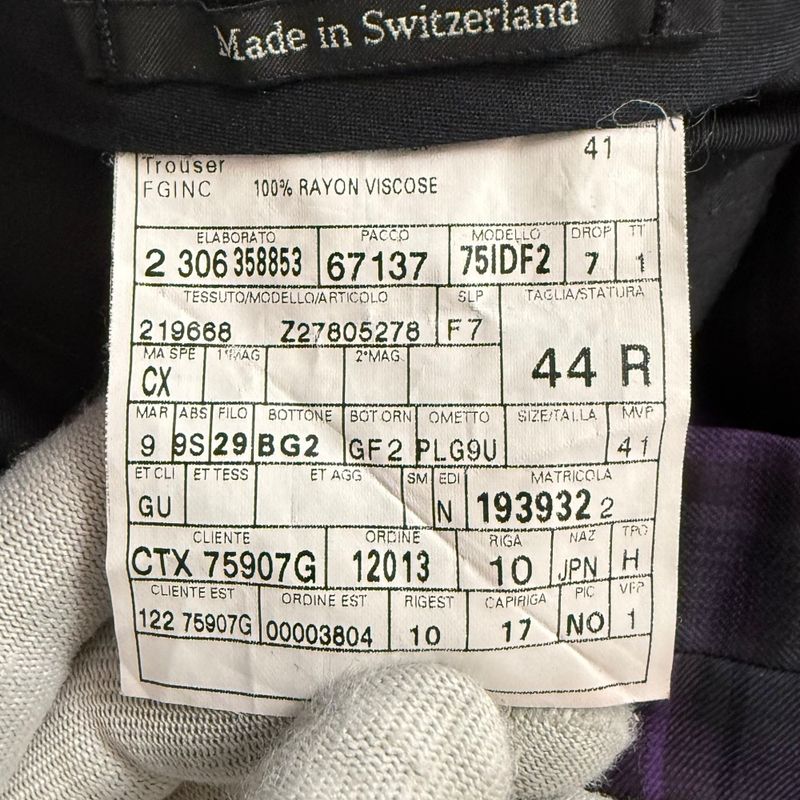 Made in Switzerland
41
Trouser
FGINC 100% RAYON VISCOSE
ELABORATO PACCO MODELLO DROP TT
2 306 358853 67137 75IDF2 7 1
TESSUTO/MODELLO/ARTICOLO SLP TAGLIA/STATURA
219668 Z27805278 F7
44 R
MA SPE 1°MAG 2°MAG
CX
MAR ABS FILO BOTTONE BOT ORN OMETTO SIZE/TALLA MVP
9 9S 29 BG2 GF2 PLG9U 41
ET CLI ET TESS ET AGG SM EDI MATRICOLA
GU N 193932 2
CLIENTE ORDINE RIGA NAZ TPO
CTX 75907G 12013 10 JPN H
CLIENTE EST ORDINE EST RIGEST CAPIRIGA PIC VFP
122 75907G 00003804 10 17 NO 1